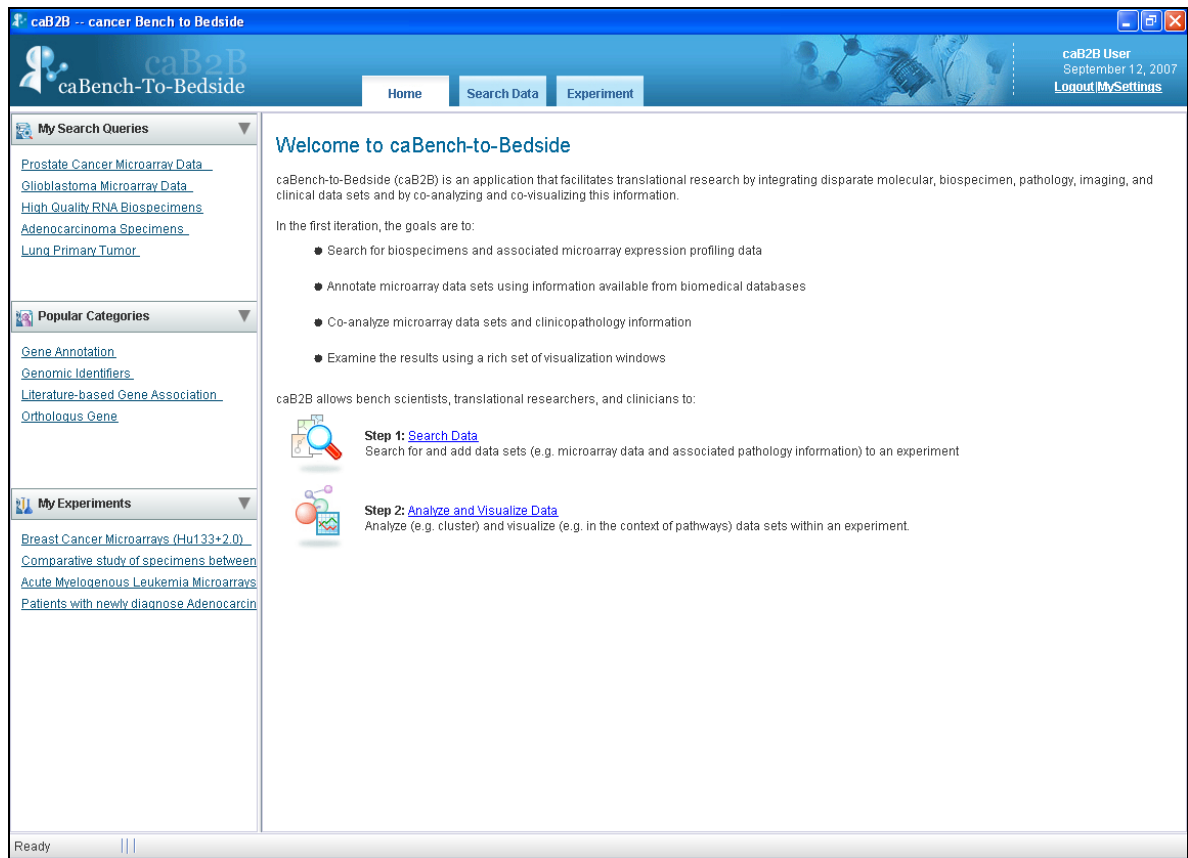 caB2B -- cancer Bench to Bedside
caB2B
caBench-To-Bedside
Home
Search Data
Experiment
caB2B User
September 12, 2007
Logout|MySettings
My Search Queries
Prostate Cancer Microarray Data
Glioblastoma Microarray Data
High Quality RNA Biospecimens
Adenocarcinoma Specimens
Lung Primary Tumor
Popular Categories
Gene Annotation
Genomic Identifiers
Literature-based Gene Association
Orthologus Gene
My Experiments
Breast Cancer Microarrays (Hu133+2.0)
Comparative study of specimens between
Acute Myelogenous Leukemia Microarrays
Patients with newly diagnose Adenocarcin
Welcome to caBench-to-Bedside
caBench-to-Bedside (caB2B) is an application that facilitates translational research by integrating disparate molecular, biospecimen, pathology, imaging, and
clinical data sets and by co-analyzing and co-visualizing this information.
In the first iteration, the goals are to:
● Search for biospecimens and associated microarray expression profiling data
● Annotate microarray data sets using information available from biomedical databases
● Co-analyze microarray data sets and clinicopathology information
● Examine the results using a rich set of visualization windows
caB2B allows bench scientists, translational researchers, and clinicians to:
Step 1: Search Data
Search for and add data sets (e.g. microarray data and associated pathology information) to an experiment
Step 2: Analyze and Visualize Data
Analyze (e.g. cluster) and visualize (e.g. in the context of pathways) data sets within an experiment.
Ready